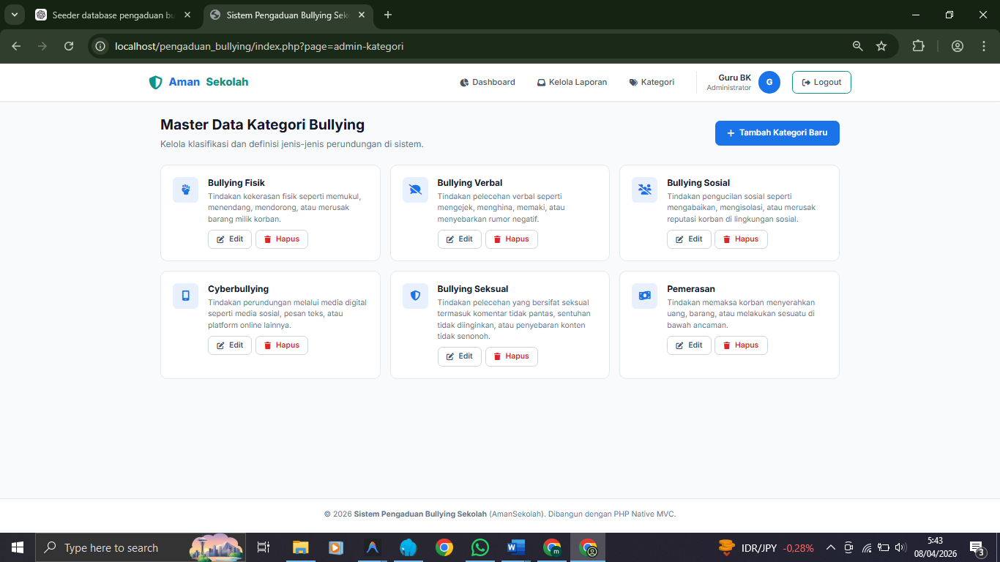 Seeder database pengaduan bu
Sistem Pengaduan Bullying Sek
localhost/pengaduan_bullying/index.php?page=admin-kategori
Aman Sekolah
Dashboard
Kelola Laporan
Kategori
Guru BK
Administrator
G
Logout
Master Data Kategori Bullying
Kelola klasifikasi dan definisi jenis-jenis perundungan di sistem.
+ Tambah Kategori Baru
Bullying Fisik
Tindakan kekerasan fisik seperti memukul,
menendang, mendorong, atau merusak
barang milik korban.
Edit
Hapus
Bullying Verbal
Tindakan pelecehan verbal seperti
mengejek, menghina, memaki, atau
menyebarkan rumor negatif.
Edit
Hapus
Bullying Sosial
Tindakan pengucilan sosial seperti
mengabaikan, mengisolasi, atau merusak
reputasi korban di lingkungan sosial.
Edit
Hapus
Cyberbullying
Tindakan perundungan melalui media digital
seperti media sosial, pesan teks, atau
platform online lainnya.
Edit
Hapus
Bullying Seksual
Tindakan pelecehan yang bersifat seksual
termasuk komentar tidak pantas, sentuhan
tidak diinginkan, atau penyebaran konten
tidak senonoh.
Edit
Hapus
Pemerasan
Tindakan memaksa korban menyerahkan
uang, barang, atau melakukan sesuatu di
bawah ancaman.
Edit
Hapus
© 2026 Sistem Pengaduan Bullying Sekolah (AmanSekolah). Dibangun dengan PHP Native MVC.
Type here to search
W
m
IDR/JPY -0,28%
5:43
08/04/2026
3